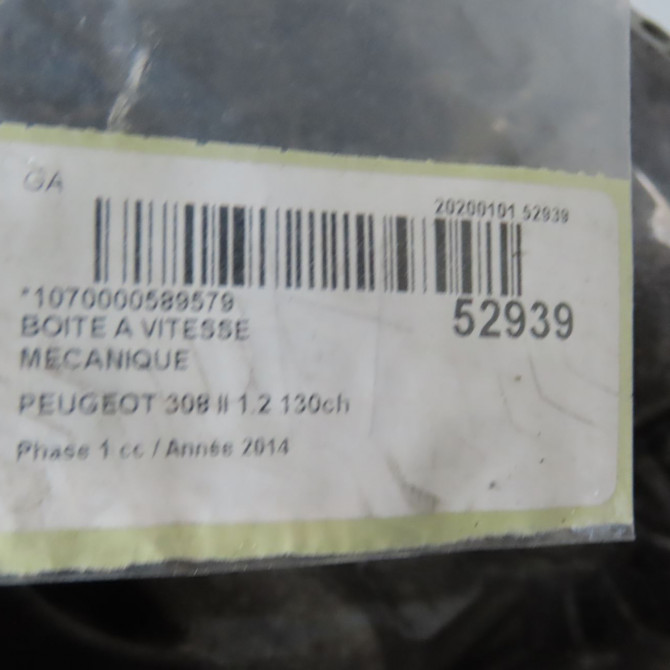 GA
20200101 52939
*1070000589579
52939
BOITE A VITESSE
MECANIQUE
PEUGEOT 308 II 1.2 130ch
Phase 1 cc / Année 2014